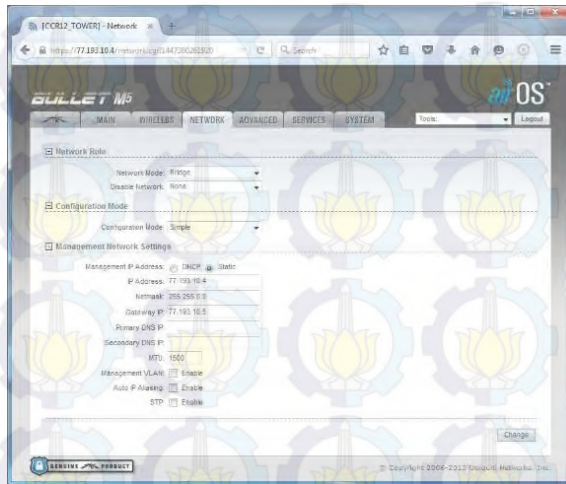 [CCR12_TOWER] - Network
https://77.193.10.4/network.cgi?1447380261920
Search
BULLET M5
airOS
MAIN WIRELESS NETWORK ADVANCED SERVICES SYSTEM Tools: Logout
Network Role
Network Mode: Bridge
Disable Network: None
Configuration Mode
Configuration Mode: Simple
Management Network Settings
Management IP Address: DHCP Static
IP Address: 77.193.10.4
Netmask: 255.255.0.0
Gateway IP: 77.193.10.5
Primary DNS IP:
Secondary DNS IP:
MTU: 1500
Management VLAN: Enable
Auto IP Aliasing: Enable
STP: Enable
Change
GENUINE PRODUCT
© Copyright 2006-2013 Ubiquiti Networks, Inc.